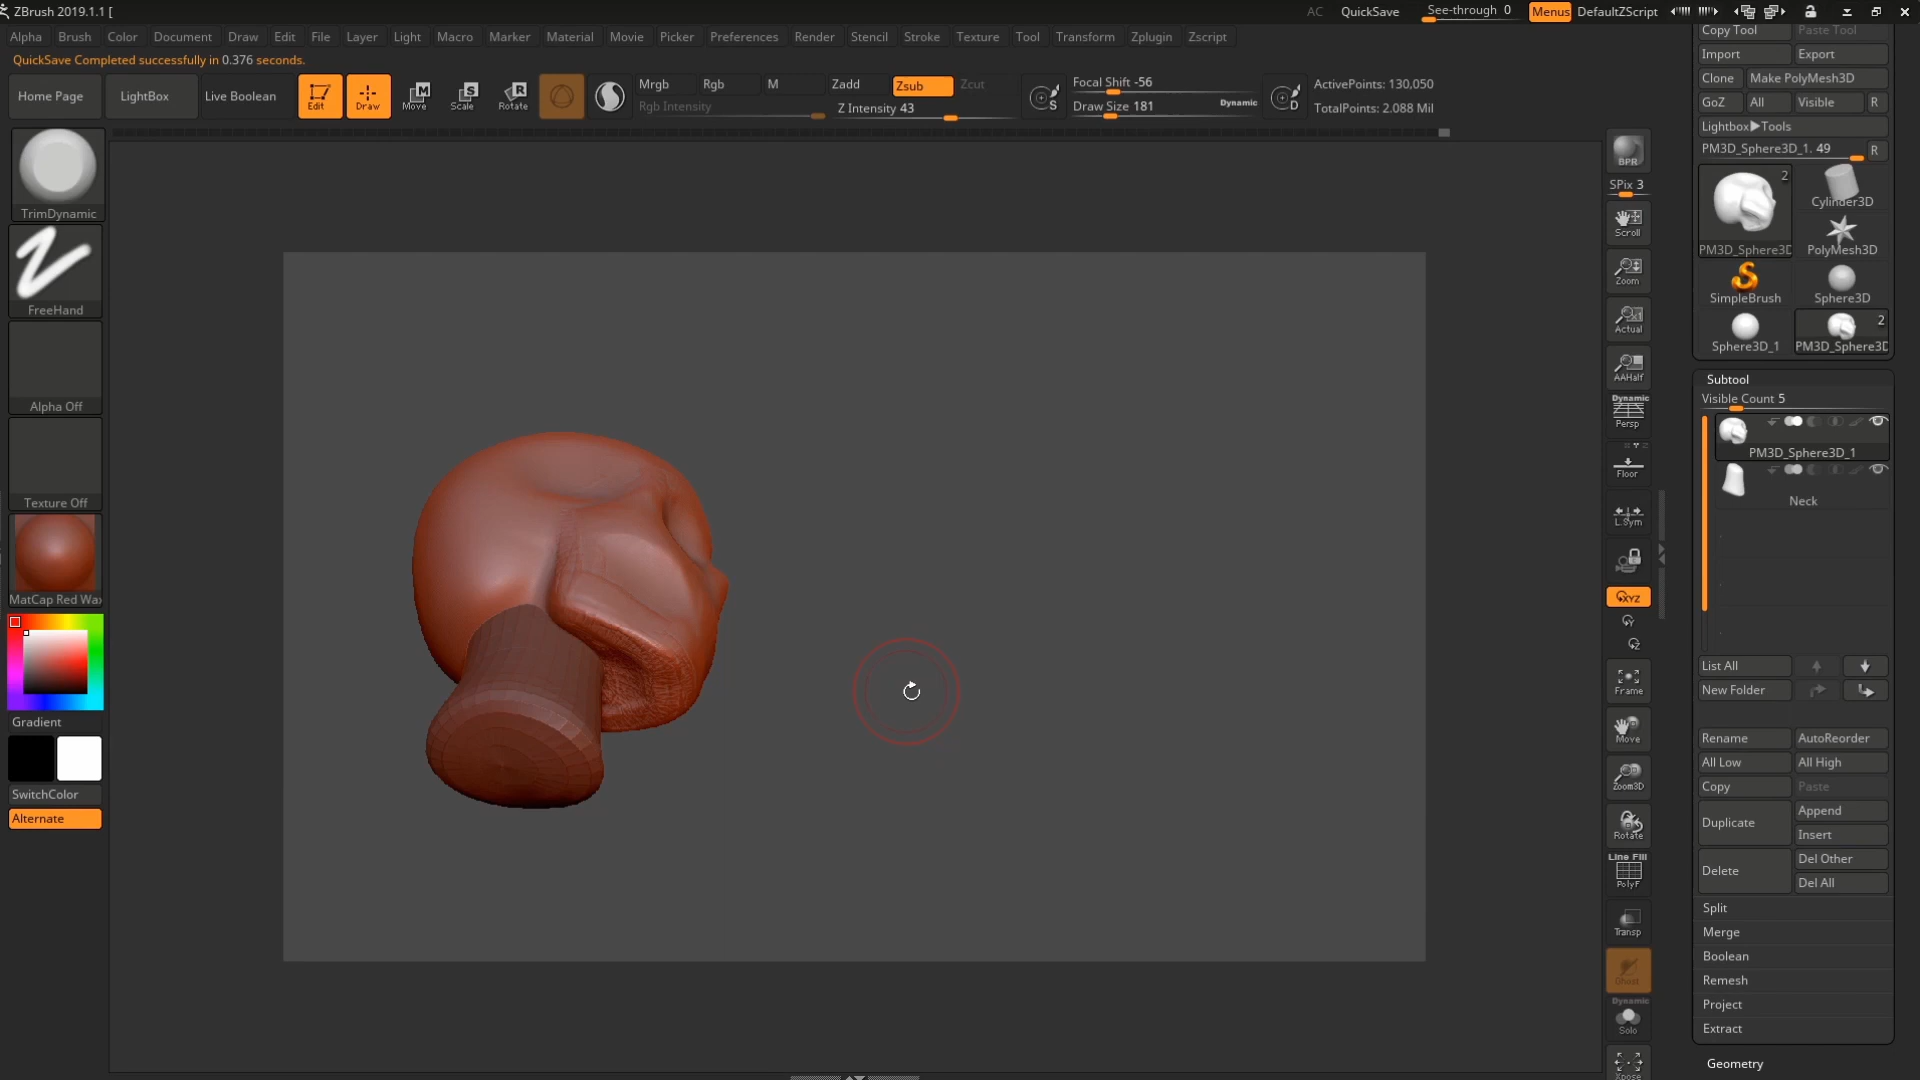 ZBrush 2019.1.1 [
AC QuickSave See-through 0 Menus DefaultZScript
Alpha Brush Color Document Draw Edit File Layer Light Macro Marker Material Movie Picker Preferences Render Stencil Stroke Texture Tool Transform Zplugin Zscript
QuickSave Completed successfully in 0.376 seconds.
Home Page LightBox Live Boolean Edit Draw Move Scale Rotate
Mrgb Rgb M Zadd Zsub Zcut
Rgb Intensity Z Intensity 43
Focal Shift -56
Draw Size 181 Dynamic
ActivePoints: 130,050
TotalPoints: 2.088 Mil
TrimDynamic
FreeHand
Alpha Off
Texture Off
MatCap Red Wax
Gradient
SwitchColor
Alternate
BPR
SPix 3
Scroll
Zoom
Actual
AAHalf
Dynamic
Persp
Floor
L.Sym
XYZ
Y
Z
Frame
Move
Zoom3D
Rotate
Line Fill
PolyF
Transp
Ghost
Dynamic
Solo
Xpose
Copy Tool Paste Tool
Import Export
Clone Make PolyMesh3D
GoZ All Visible R
Lightbox▶Tools
PM3D_Sphere3D_1. 49 R
2
Cylinder3D
PM3D_Sphere3D PolyMesh3D
SimpleBrush Sphere3D
2
Sphere3D_1 PM3D_Sphere3D
Subtool
Visible Count 5
PM3D_Sphere3D_1
Neck
List All
New Folder
Rename AutoReorder
All Low All High
Copy Paste
Duplicate Append
Insert
Delete Del Other
Del All
Split
Merge
Boolean
Remesh
Project
Extract
Geometry